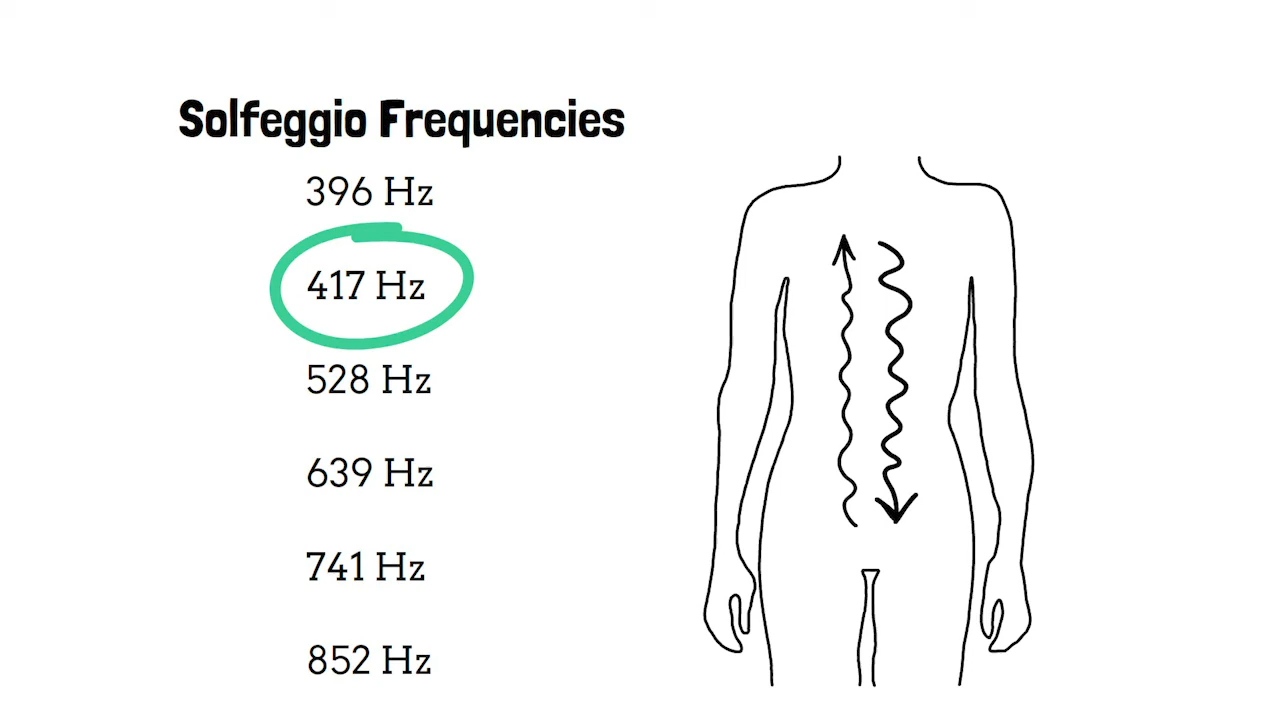 Solfeggio Frequencies
396 Hz
417 Hz
528 Hz
639 Hz
741 Hz
852 Hz